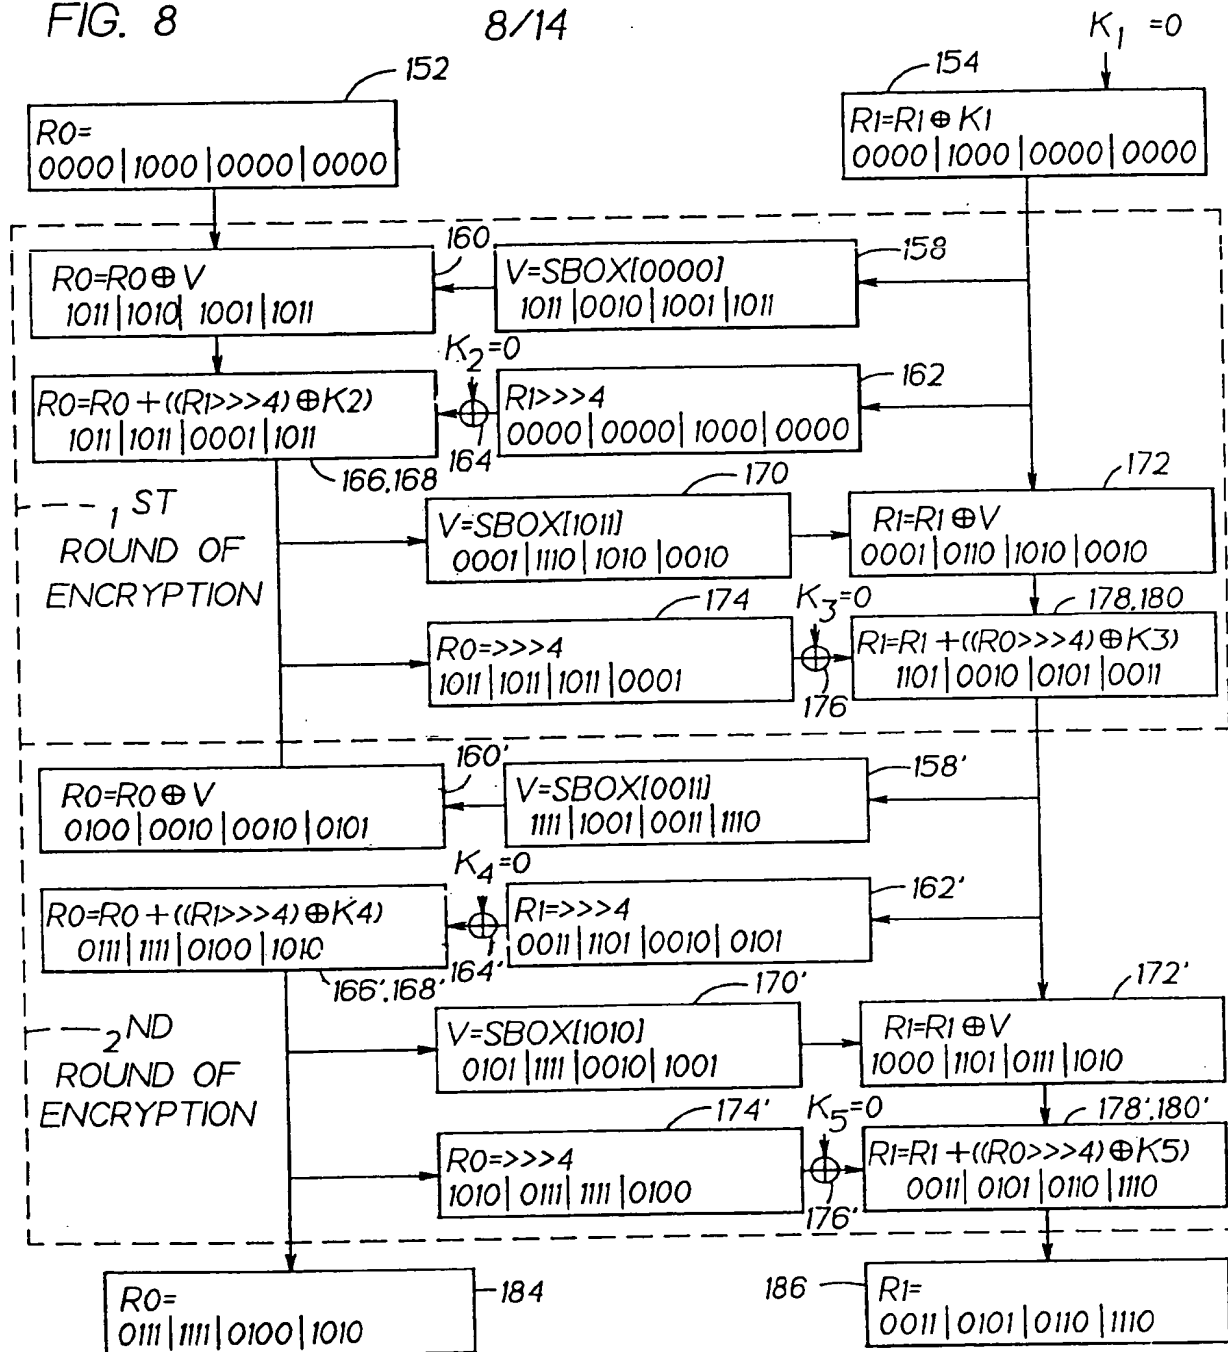 FIG. 8
8/14
K1 =0
152
154
R0=
0000|1000|0000|0000
R1=R1⊕K1
0000|1000|0000|0000
160
158
R0=R0⊕V
1011|1010|1001|1011
V=SBOX[0000]
1011|0010|1001|1011
K2=0
162
R0=R0+((R1>>>4)⊕K2)
1011|1011|0001|1011
R1>>>4
0000|0000|1000|0000
164
166,168
170
172
1 ST
ROUND OF
ENCRYPTION
V=SBOX[1011]
0001|1110|1010|0010
R1=R1⊕V
0001|0110|1010|0010
174
K3=0
178,180
R0=>>>4
1011|1011|1011|0001
R1=R1+((R0>>>4)⊕K3)
1101|0010|0101|0011
176
160'
158'
R0=R0⊕V
0100|0010|0010|0101
V=SBOX[0011]
1111|1001|0011|1110
K4=0
162'
R0=R0+((R1>>>4)⊕K4)
0111|1111|0100|1010
R1=>>>4
0011|1101|0010|0101
164'
166',168'
170'
172'
2 ND
ROUND OF
ENCRYPTION
V=SBOX[1010]
0101|1111|0010|1001
R1=R1⊕V
1000|1101|0111|1010
174'
K5=0
178',180'
R0=>>>4
1010|0111|1111|0100
R1=R1+((R0>>>4)⊕K5)
0011|0101|0110|1110
176'
R0=
0111|1111|0100|1010
184
186
R1=
0011|0101|0110|1110